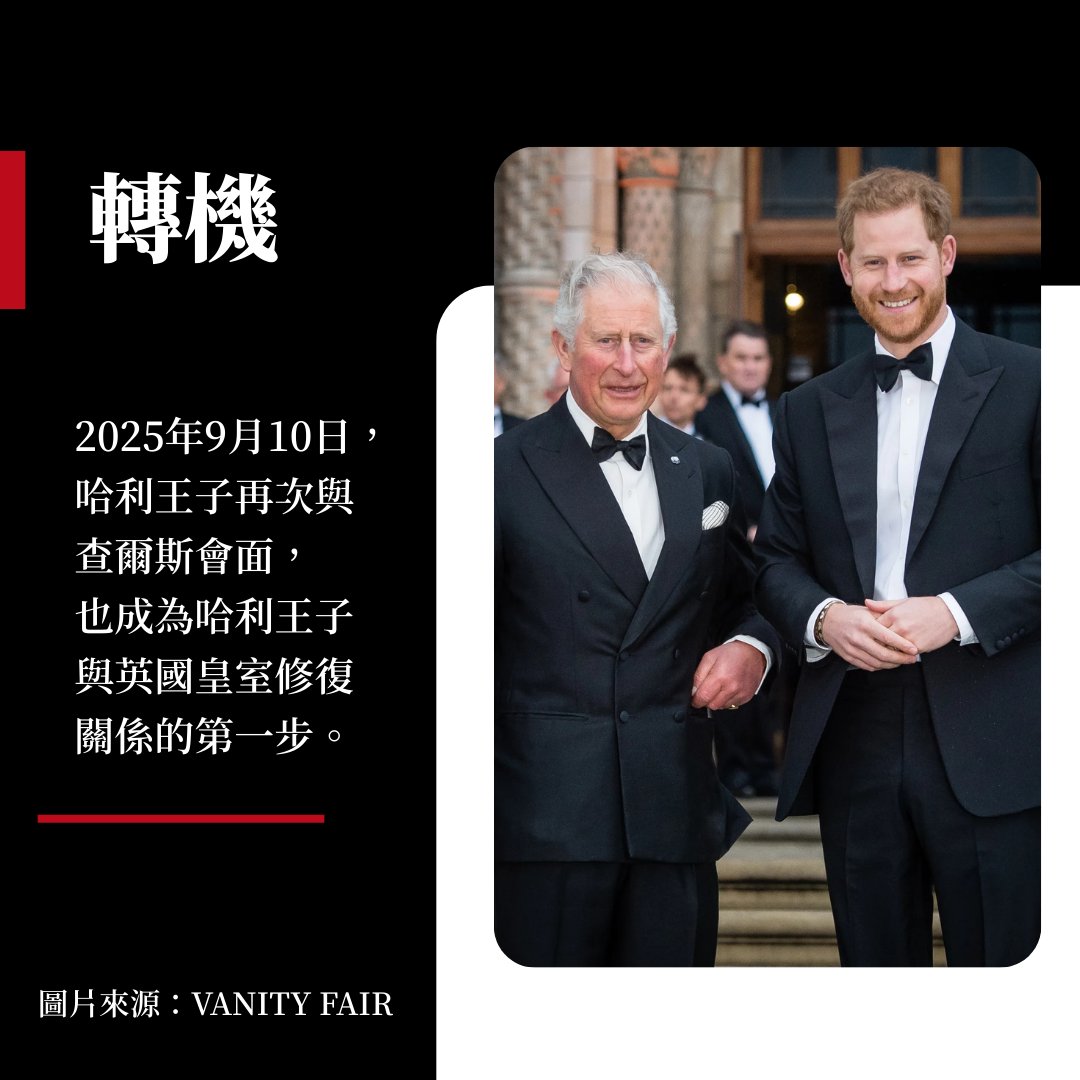 轉機
2025年9月10日，
哈利王子再次與
查爾斯會面，
也成為哈利王子
與英國皇室修復
關係的第一步。
圖片來源：VANITY FAIR